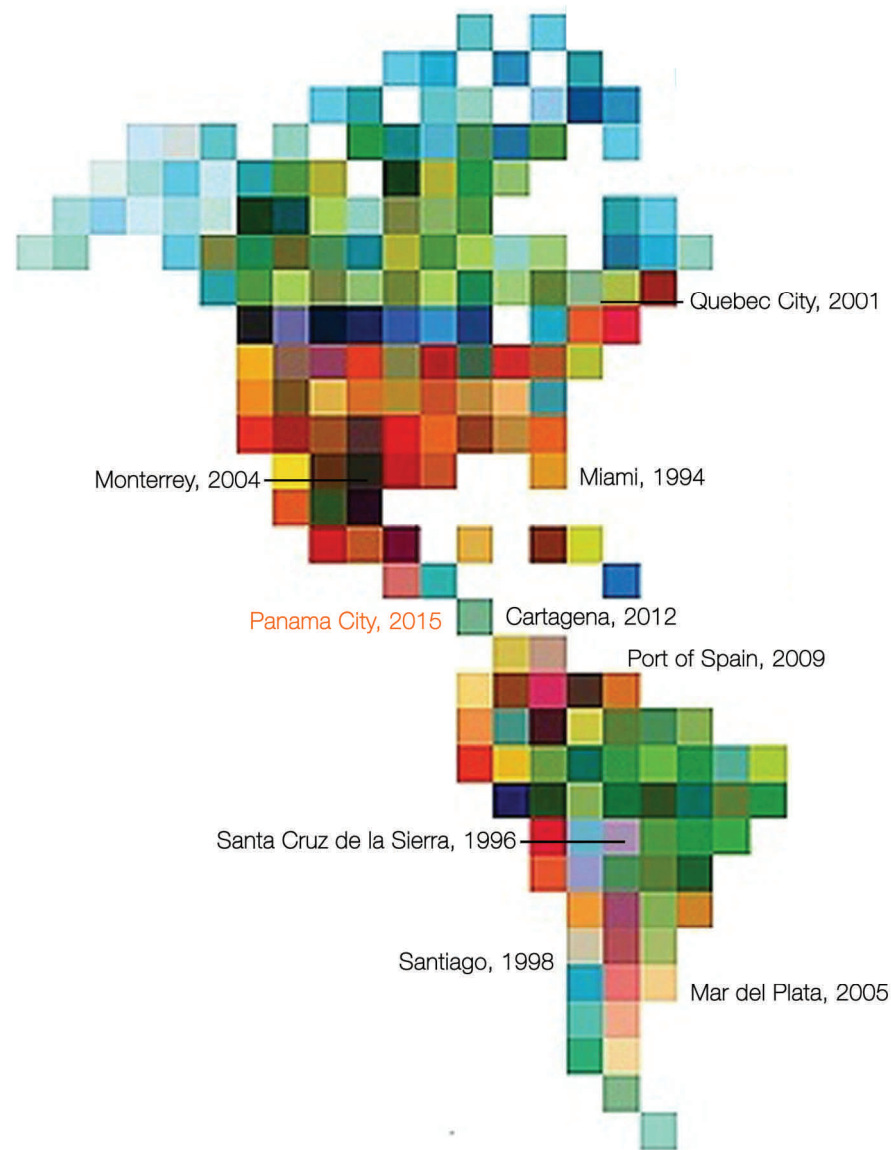 Quebec City, 2001
Monterrey, 2004
Miami, 1994
Panama City, 2015
Cartagena, 2012
Port of Spain, 2009
Santa Cruz de la Sierra, 1996
Santiago, 1998
Mar del Plata, 2005